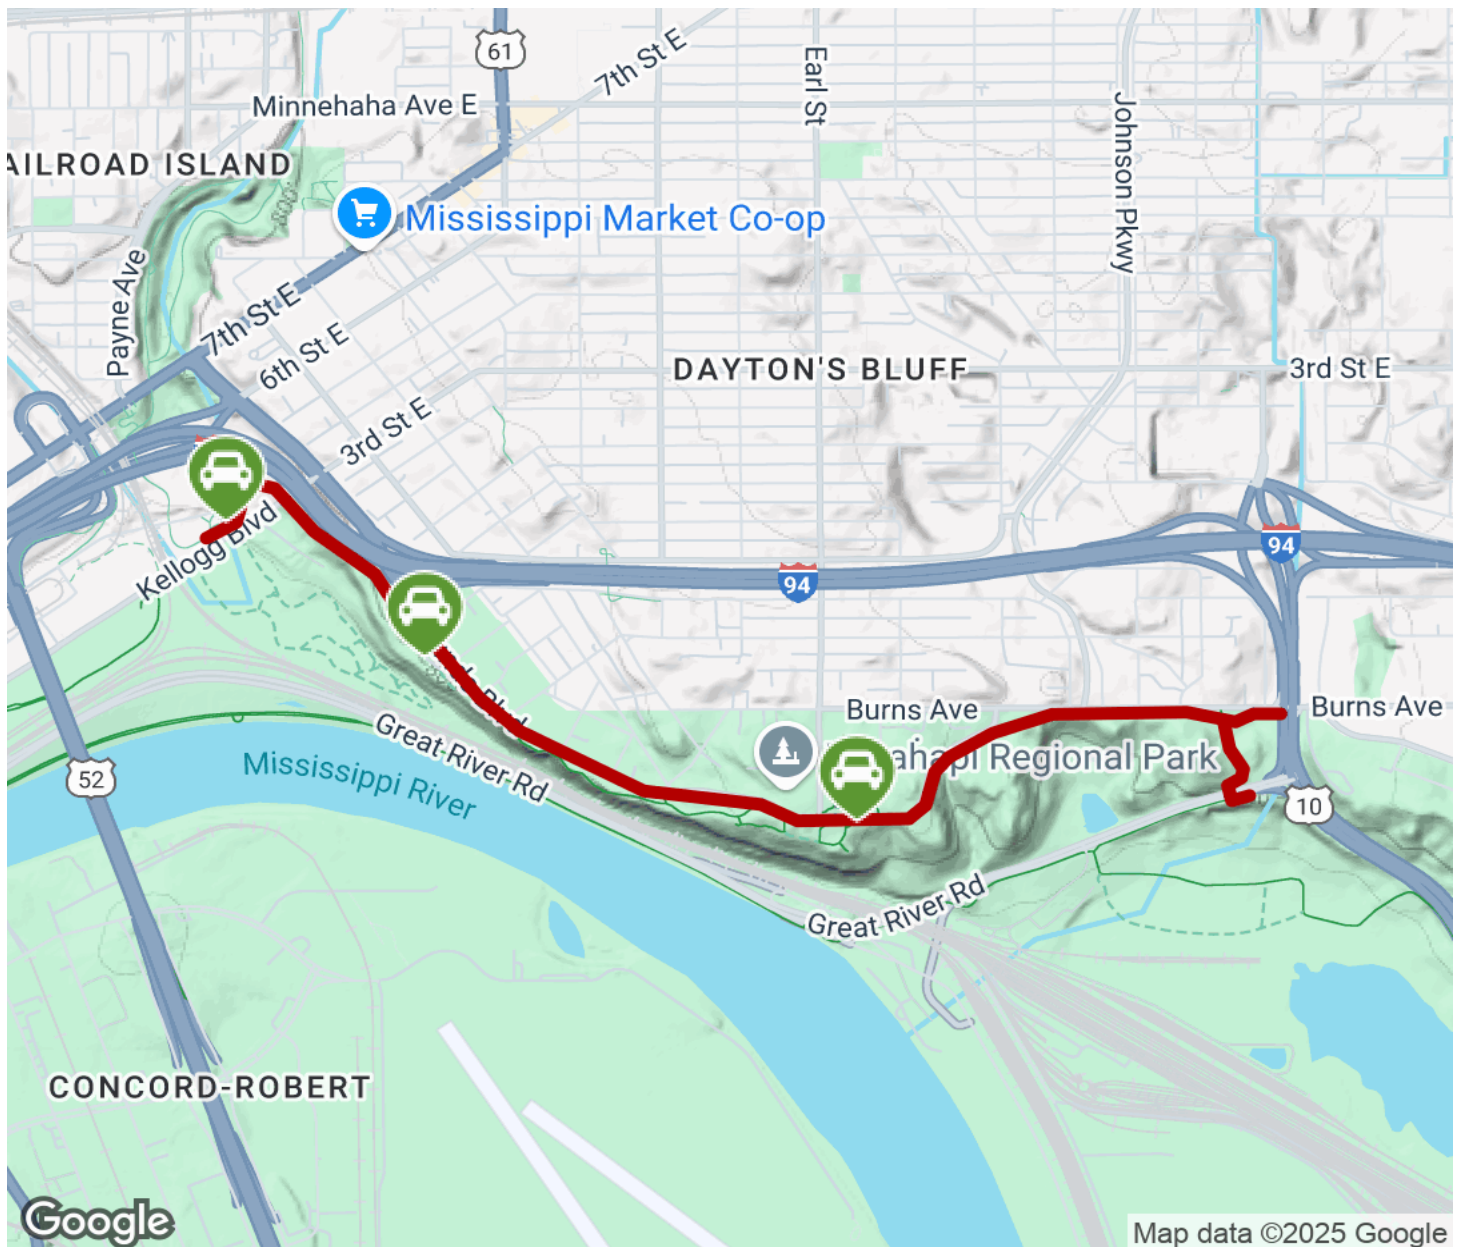 61
7th St E
Earl St
Minnehaha Ave E
Johnson Pkwy
AILROAD ISLAND
Mississippi Market Co-op
Payne Ave
7th St E
6th St E
DAYTON'S BLUFF
3rd St E
3rd St E
Kellogg Blvd
94
94
Blvd
Burns Ave
Burns Ave
ahapi Regional Park
Great River Rd
Mississippi River
52
10
Great River Rd
CONCORD-ROBERT
Google
Map data ©2025 Google